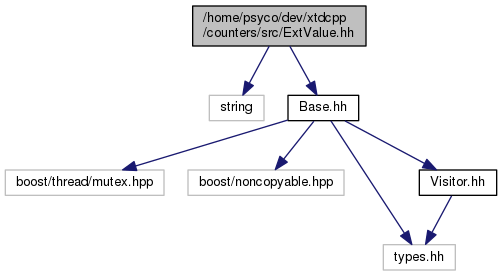 /home/psyco/dev/xtdcpp
/counters/src/ExtValue.hh
string
Base.hh
boost/thread/mutex.hpp
boost/noncopyable.hpp
Visitor.hh
types.hh